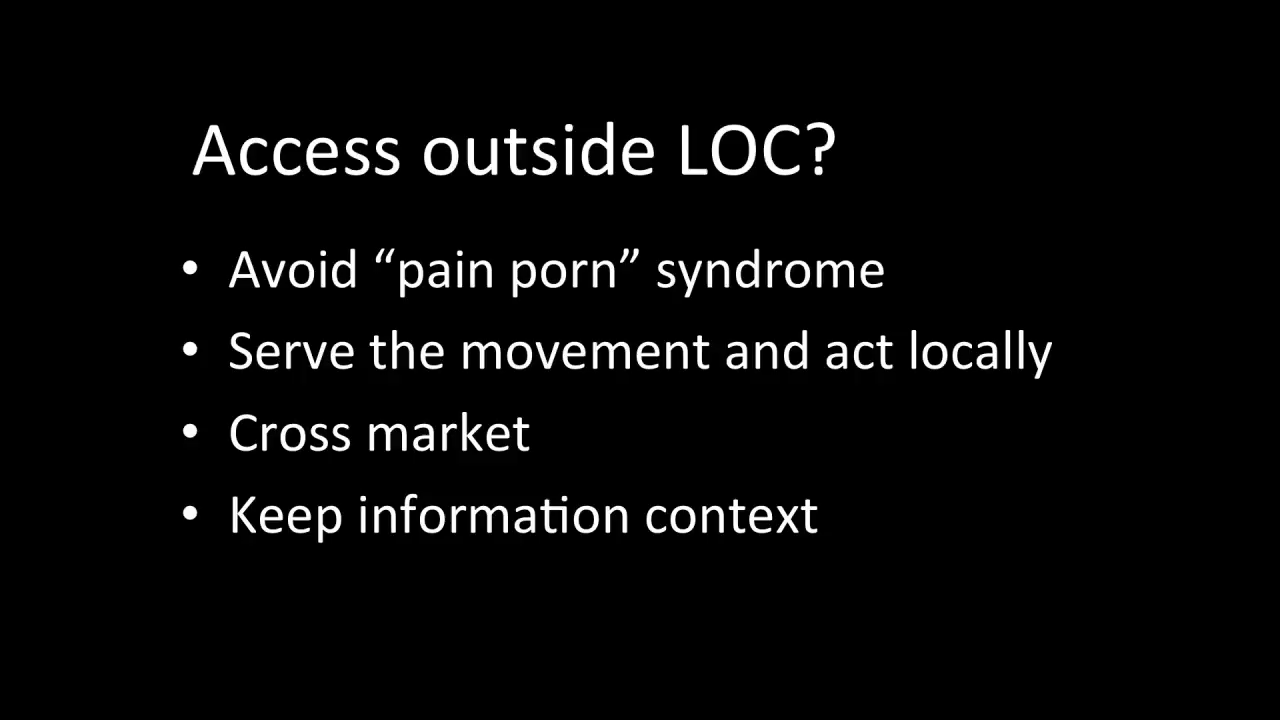 Access outside LOC?
• Avoid “pain porn” syndrome
• Serve the movement and act locally
• Cross market
• Keep information context